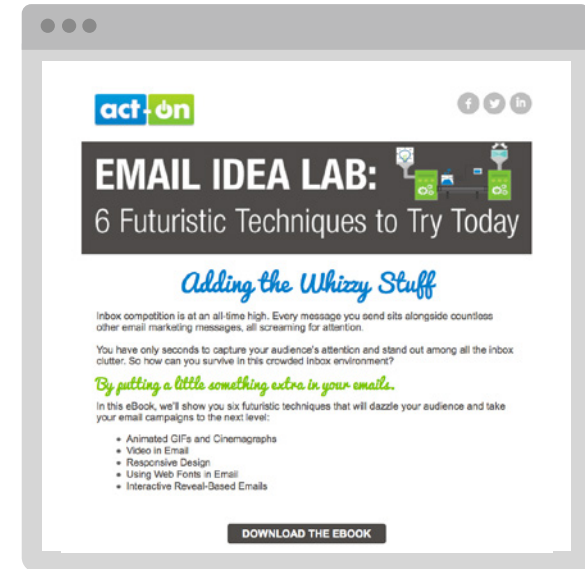 act-on
EMAIL IDEA LAB:
6 Futuristic Techniques to Try Today
Adding the Whizzy Stuff
Inbox competition is at an all-time high. Every message you send sits alongside countless
other email marketing messages, all screaming for attention.
You have only seconds to capture your audience's attention and stand out among all the inbox
clutter. So how can you survive in this crowded inbox environment?
By putting a little something extra in your emails.
In this eBook, we'll show you six futuristic techniques that will dazzle your audience and take
your email campaigns to the next level:
• Animated GIFs and Cinemagraphs
• Video in Email
• Responsive Design
• Using Web Fonts in Email
• Interactive Reveal-Based Emails
DOWNLOAD THE EBOOK